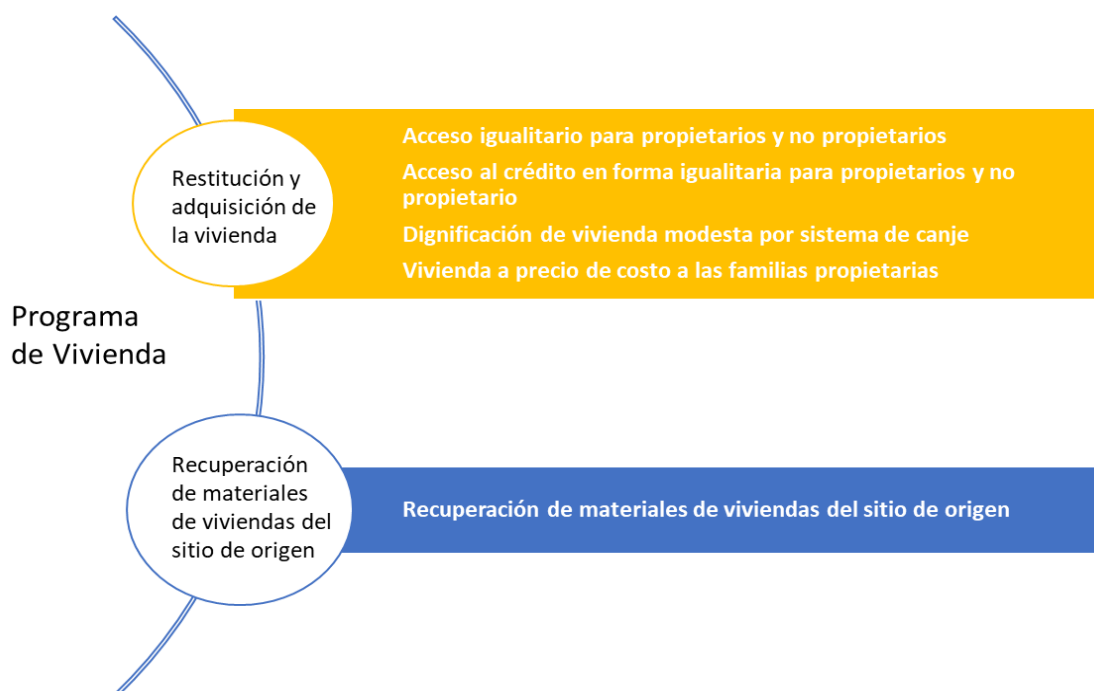 Programa
de Vivienda
Restitución y
adquisición de
la vivienda
Acceso igualitario para propietarios y no propietarios
Acceso al crédito en forma igualitaria para propietarios y no
propietario
Dignificación de vivienda modesta por sistema de canje
Vivienda a precio de costo a las familias propietarias
Recuperación
de materiales
de viviendas del
sitio de origen
Recuperación de materiales de viviendas del sitio de origen